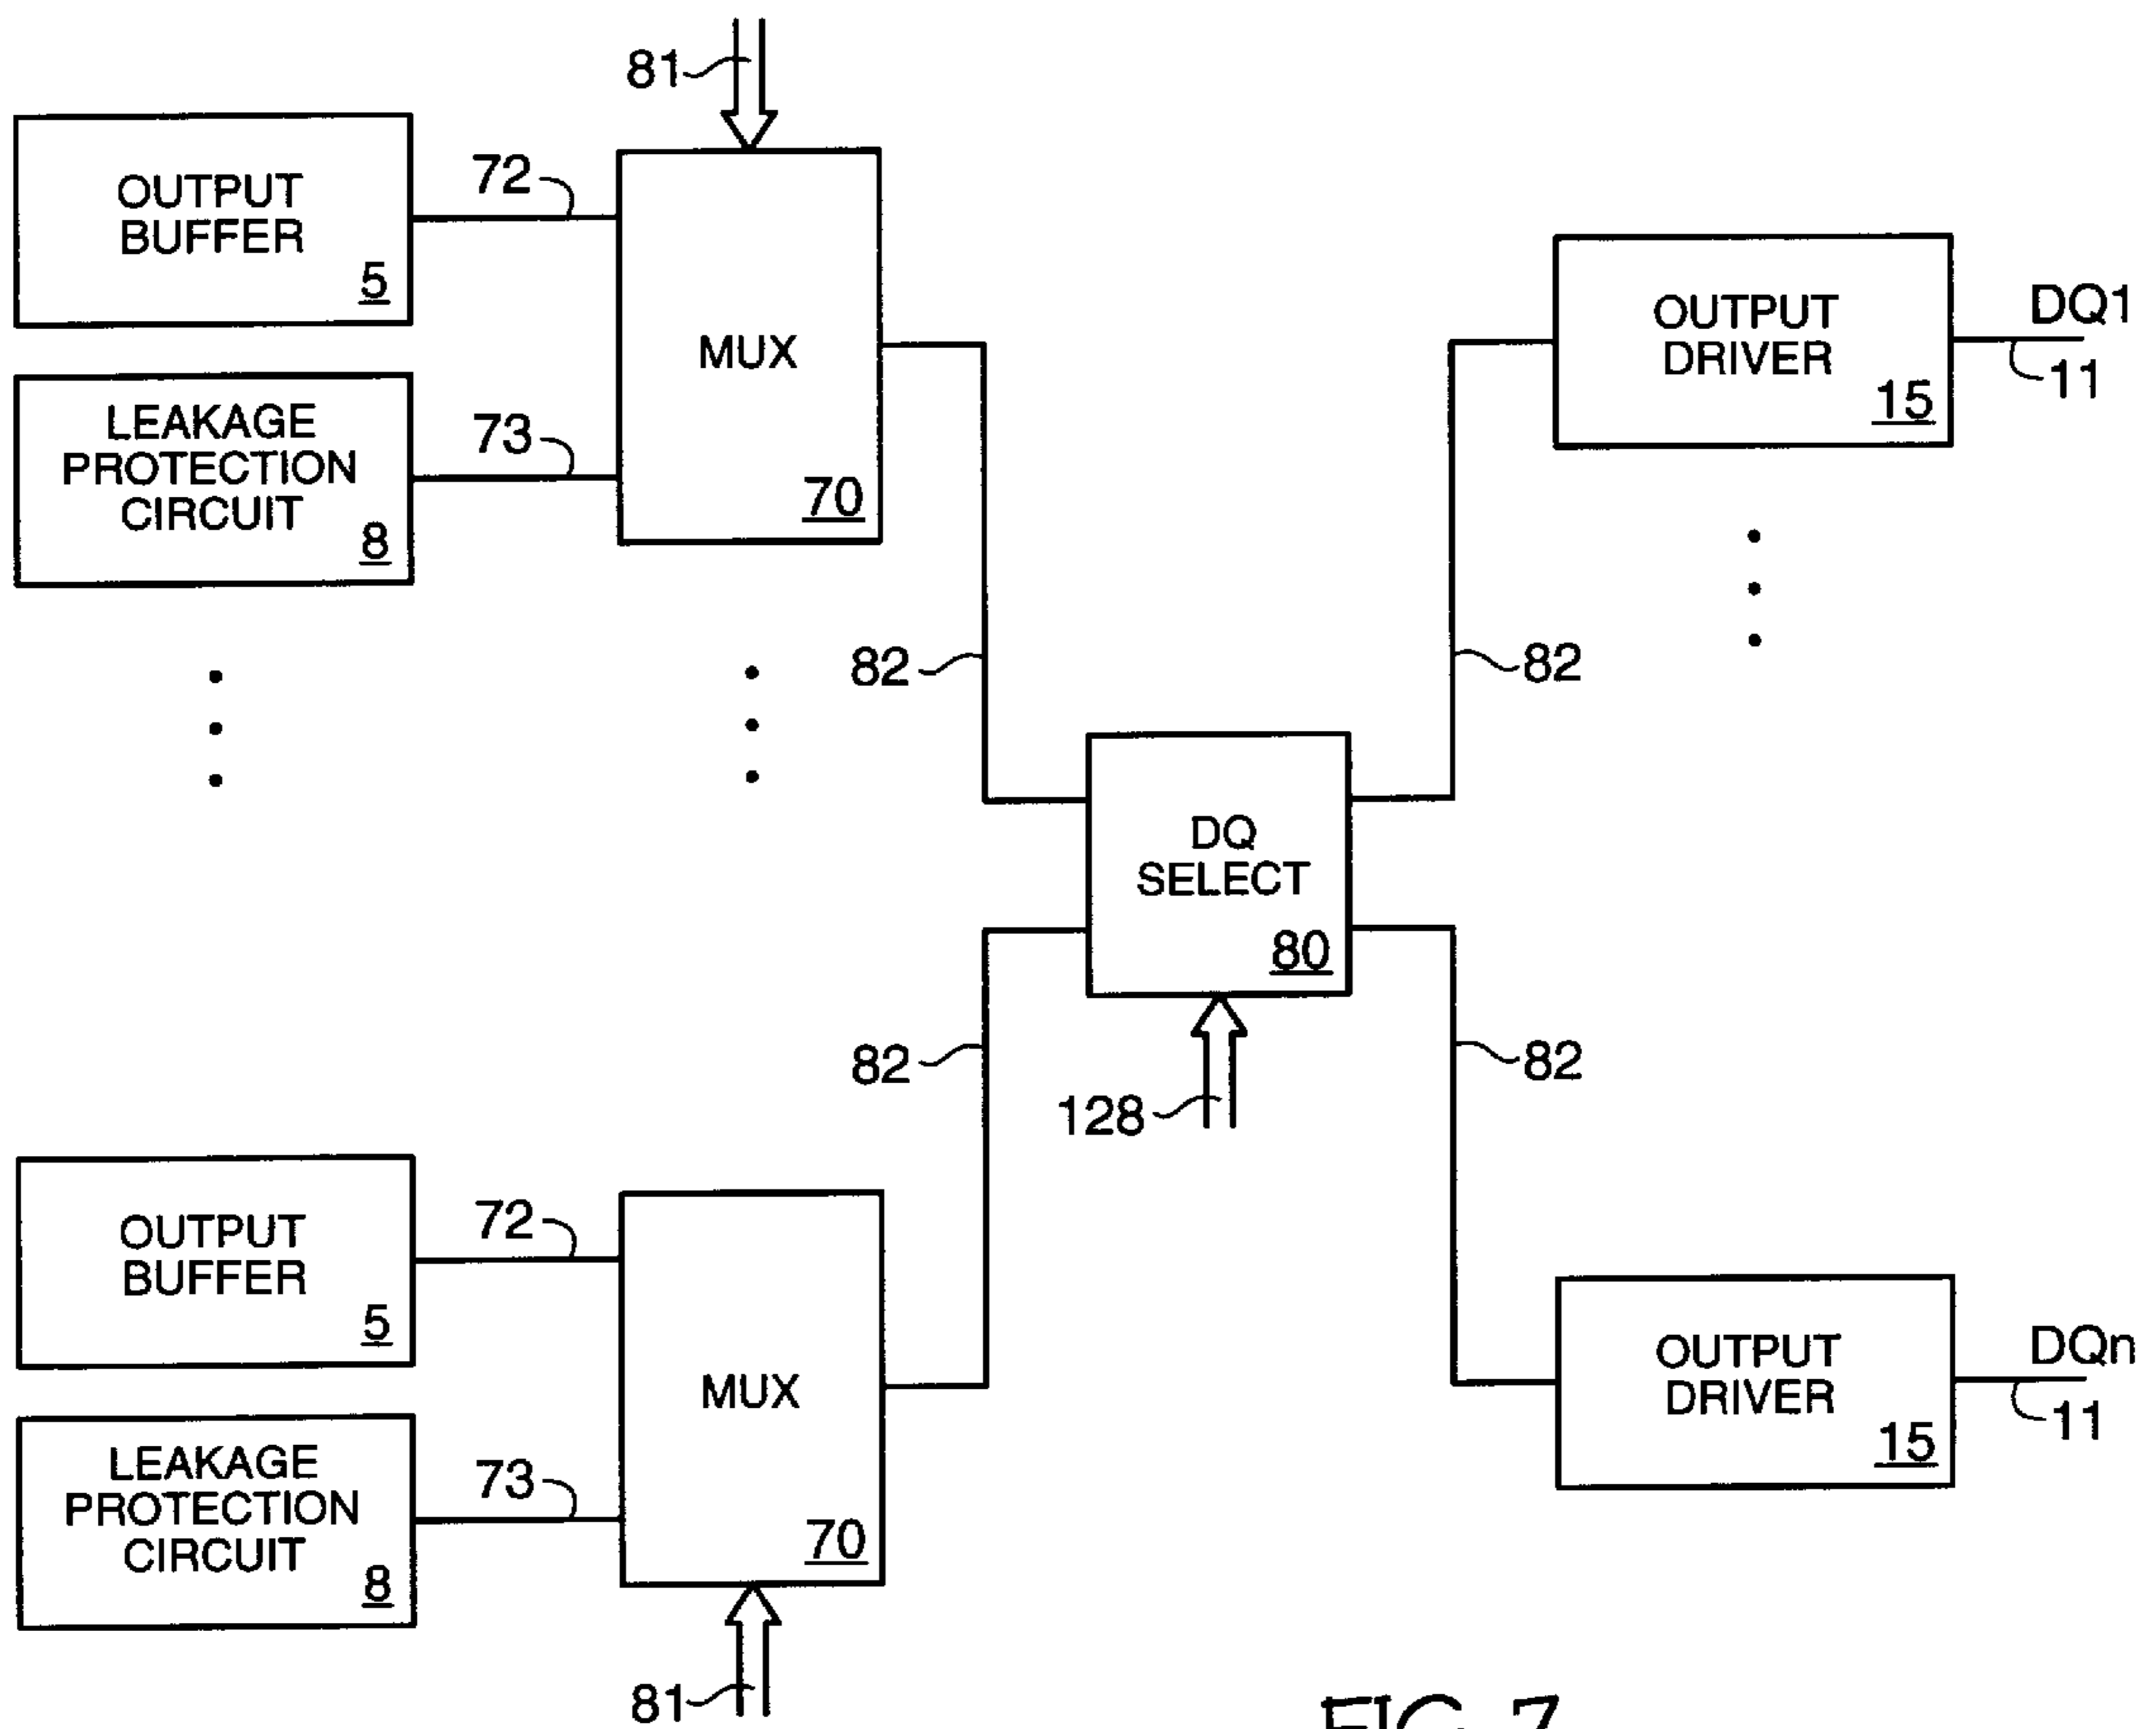 81
OUTPUT
BUFFER
5
72
LEAKAGE
PROTECTION
CIRCUIT
8
73
MUX
70
82
OUTPUT
DRIVER
15
DQ1
11
82
DQ
SELECT
80
128
82
82
OUTPUT
BUFFER
5
72
LEAKAGE
PROTECTION
CIRCUIT
8
73
MUX
70
81
OUTPUT
DRIVER
15
DQn
11
FIG. 7